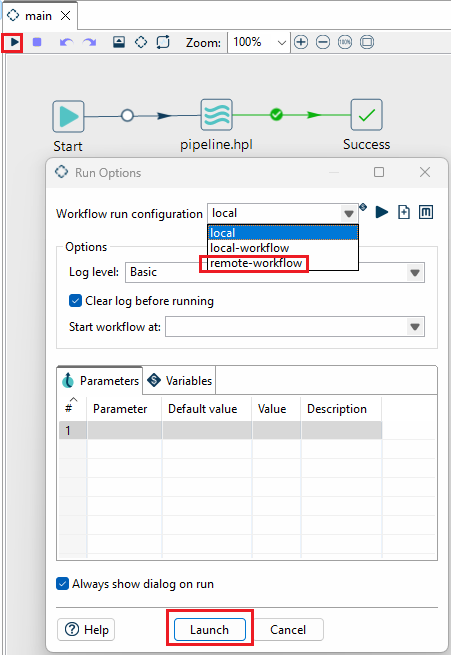 main
Zoom: 100%
100%
Start
pipeline.hpl
Success
Run Options
Workflow run configuration local
local
local-workflow
remote-workflow
Options
Log level: Basic
Clear log before running
Start workflow at:
Parameters
Variables
# Parameter Default value Value Description
1
Always show dialog on run
Help
Launch
Cancel